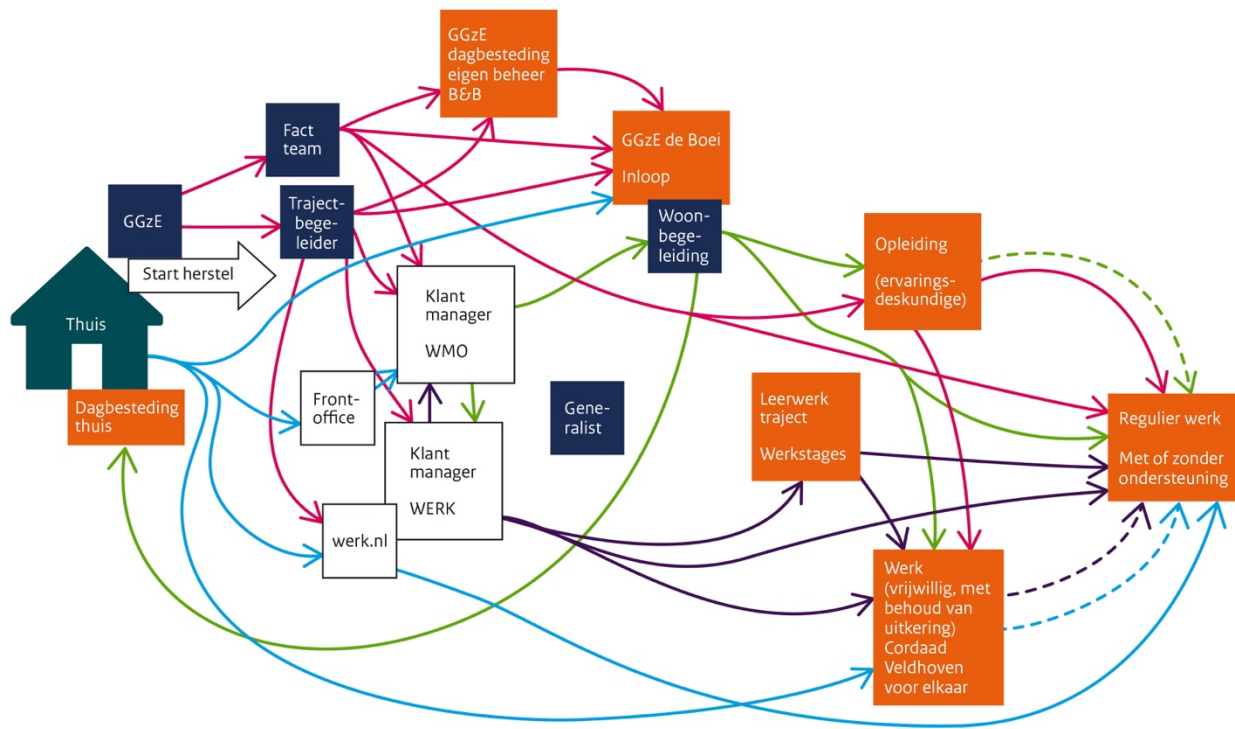 GGzE
dagbesteding
eigen beheer
B&B
Fact
team
GGzE de Boei
Inloop
GGzE
Traject-
bege-
leider
Woon-
bege-
leiding
Opleiding
(ervarings-
deskundige)
Start herstel
Klant
manager
WMO
Thuis
Front-
office
Gene-
ralist
Leerwerk
traject
Werkstages
Dagbesteding
thuis
Regulier werk
Met of zonder
ondersteuning
Klant
manager
WERK
werk.nl
Werk
(vrijwillig, met
behoud van
uitkering)
Cordaad
Veldhoven
voor elkaar